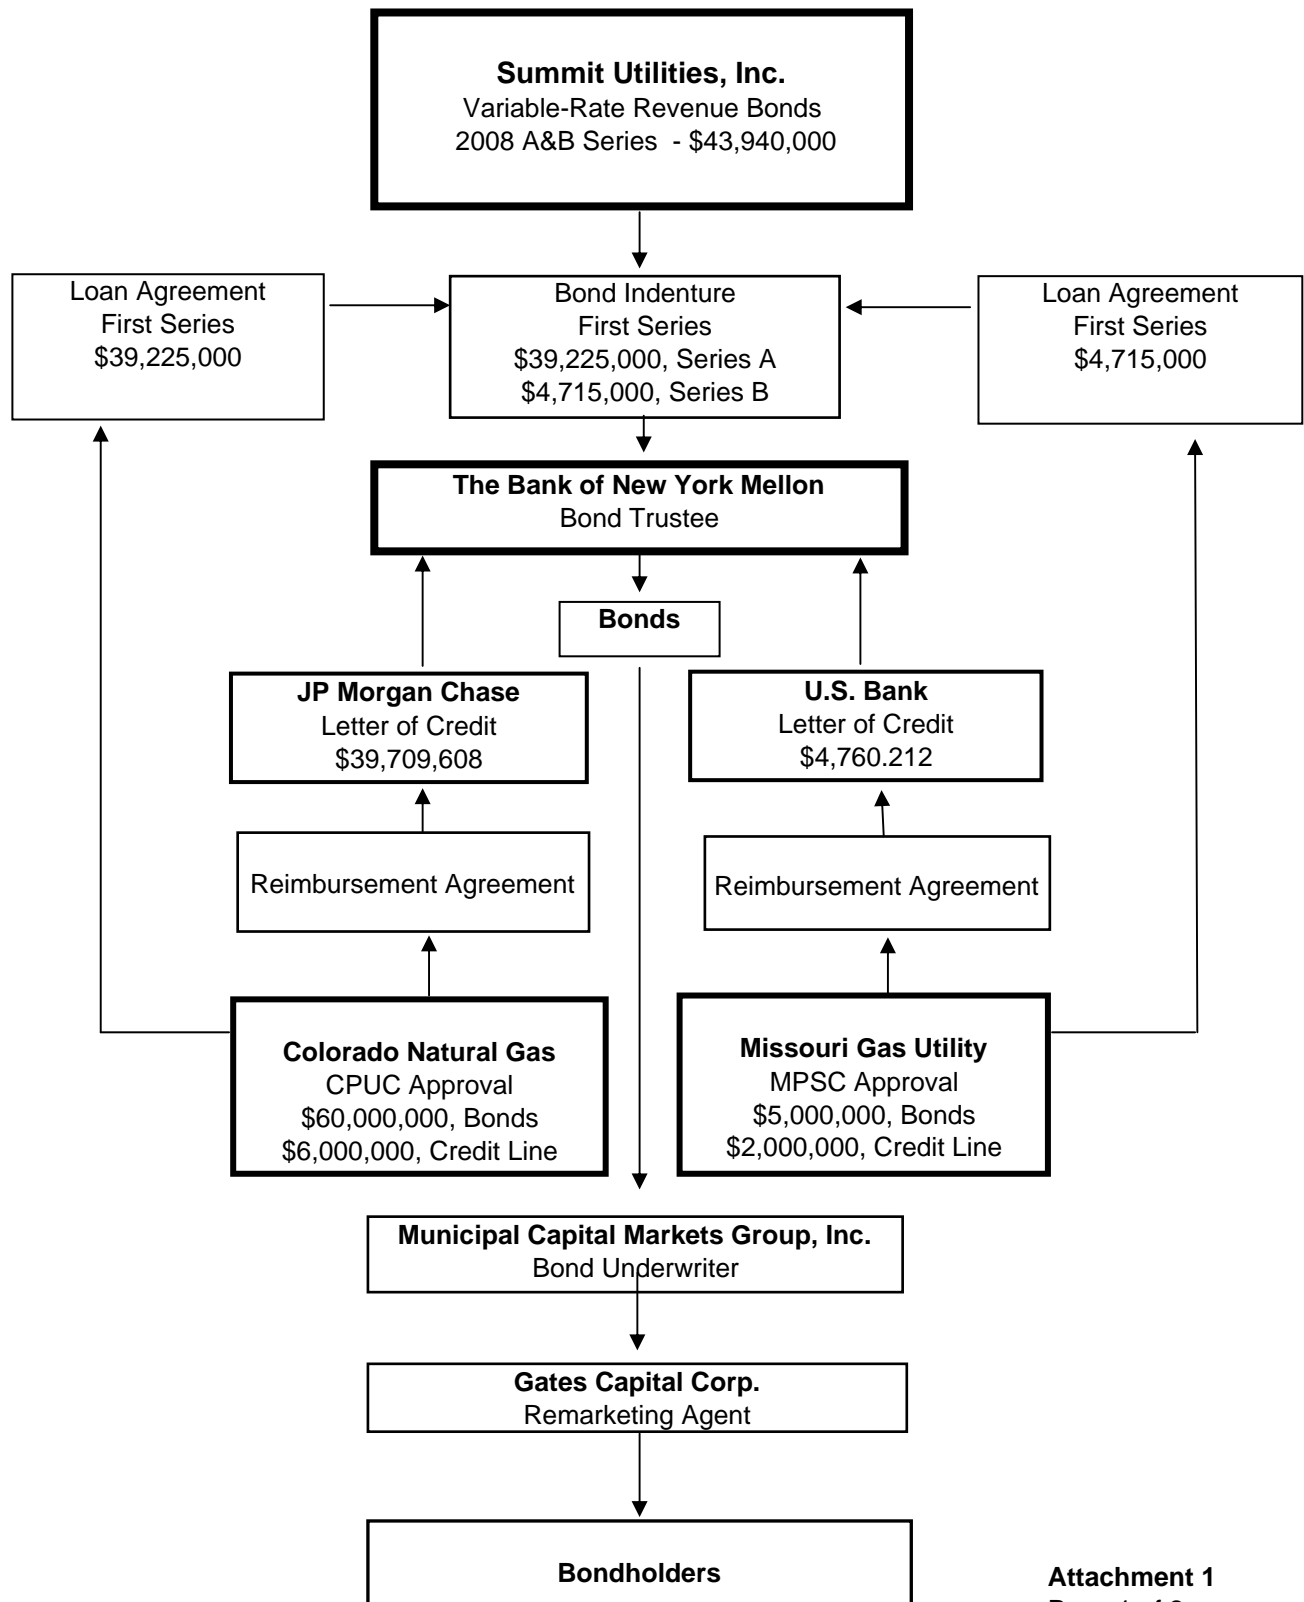 Summit Utilities, Inc.
Variable-Rate Revenue Bonds
2008 A&B Series - $43,940,000
Loan Agreement
First Series
$39,225,000
Bond Indenture
First Series
$39,225,000, Series A
$4,715,000, Series B
Loan Agreement
First Series
$4,715,000
The Bank of New York Mellon
Bond Trustee
Bonds
JP Morgan Chase
Letter of Credit
$39,709,608
U.S. Bank
Letter of Credit
$4,760.212
Reimbursement Agreement
Reimbursement Agreement
Colorado Natural Gas
CPUC Approval
$60,000,000, Bonds
$6,000,000, Credit Line
Missouri Gas Utility
MPSC Approval
$5,000,000, Bonds
$2,000,000, Credit Line
Municipal Capital Markets Group, Inc.
Bond Underwriter
Gates Capital Corp.
Remarketing Agent
Bondholders
Attachment 1